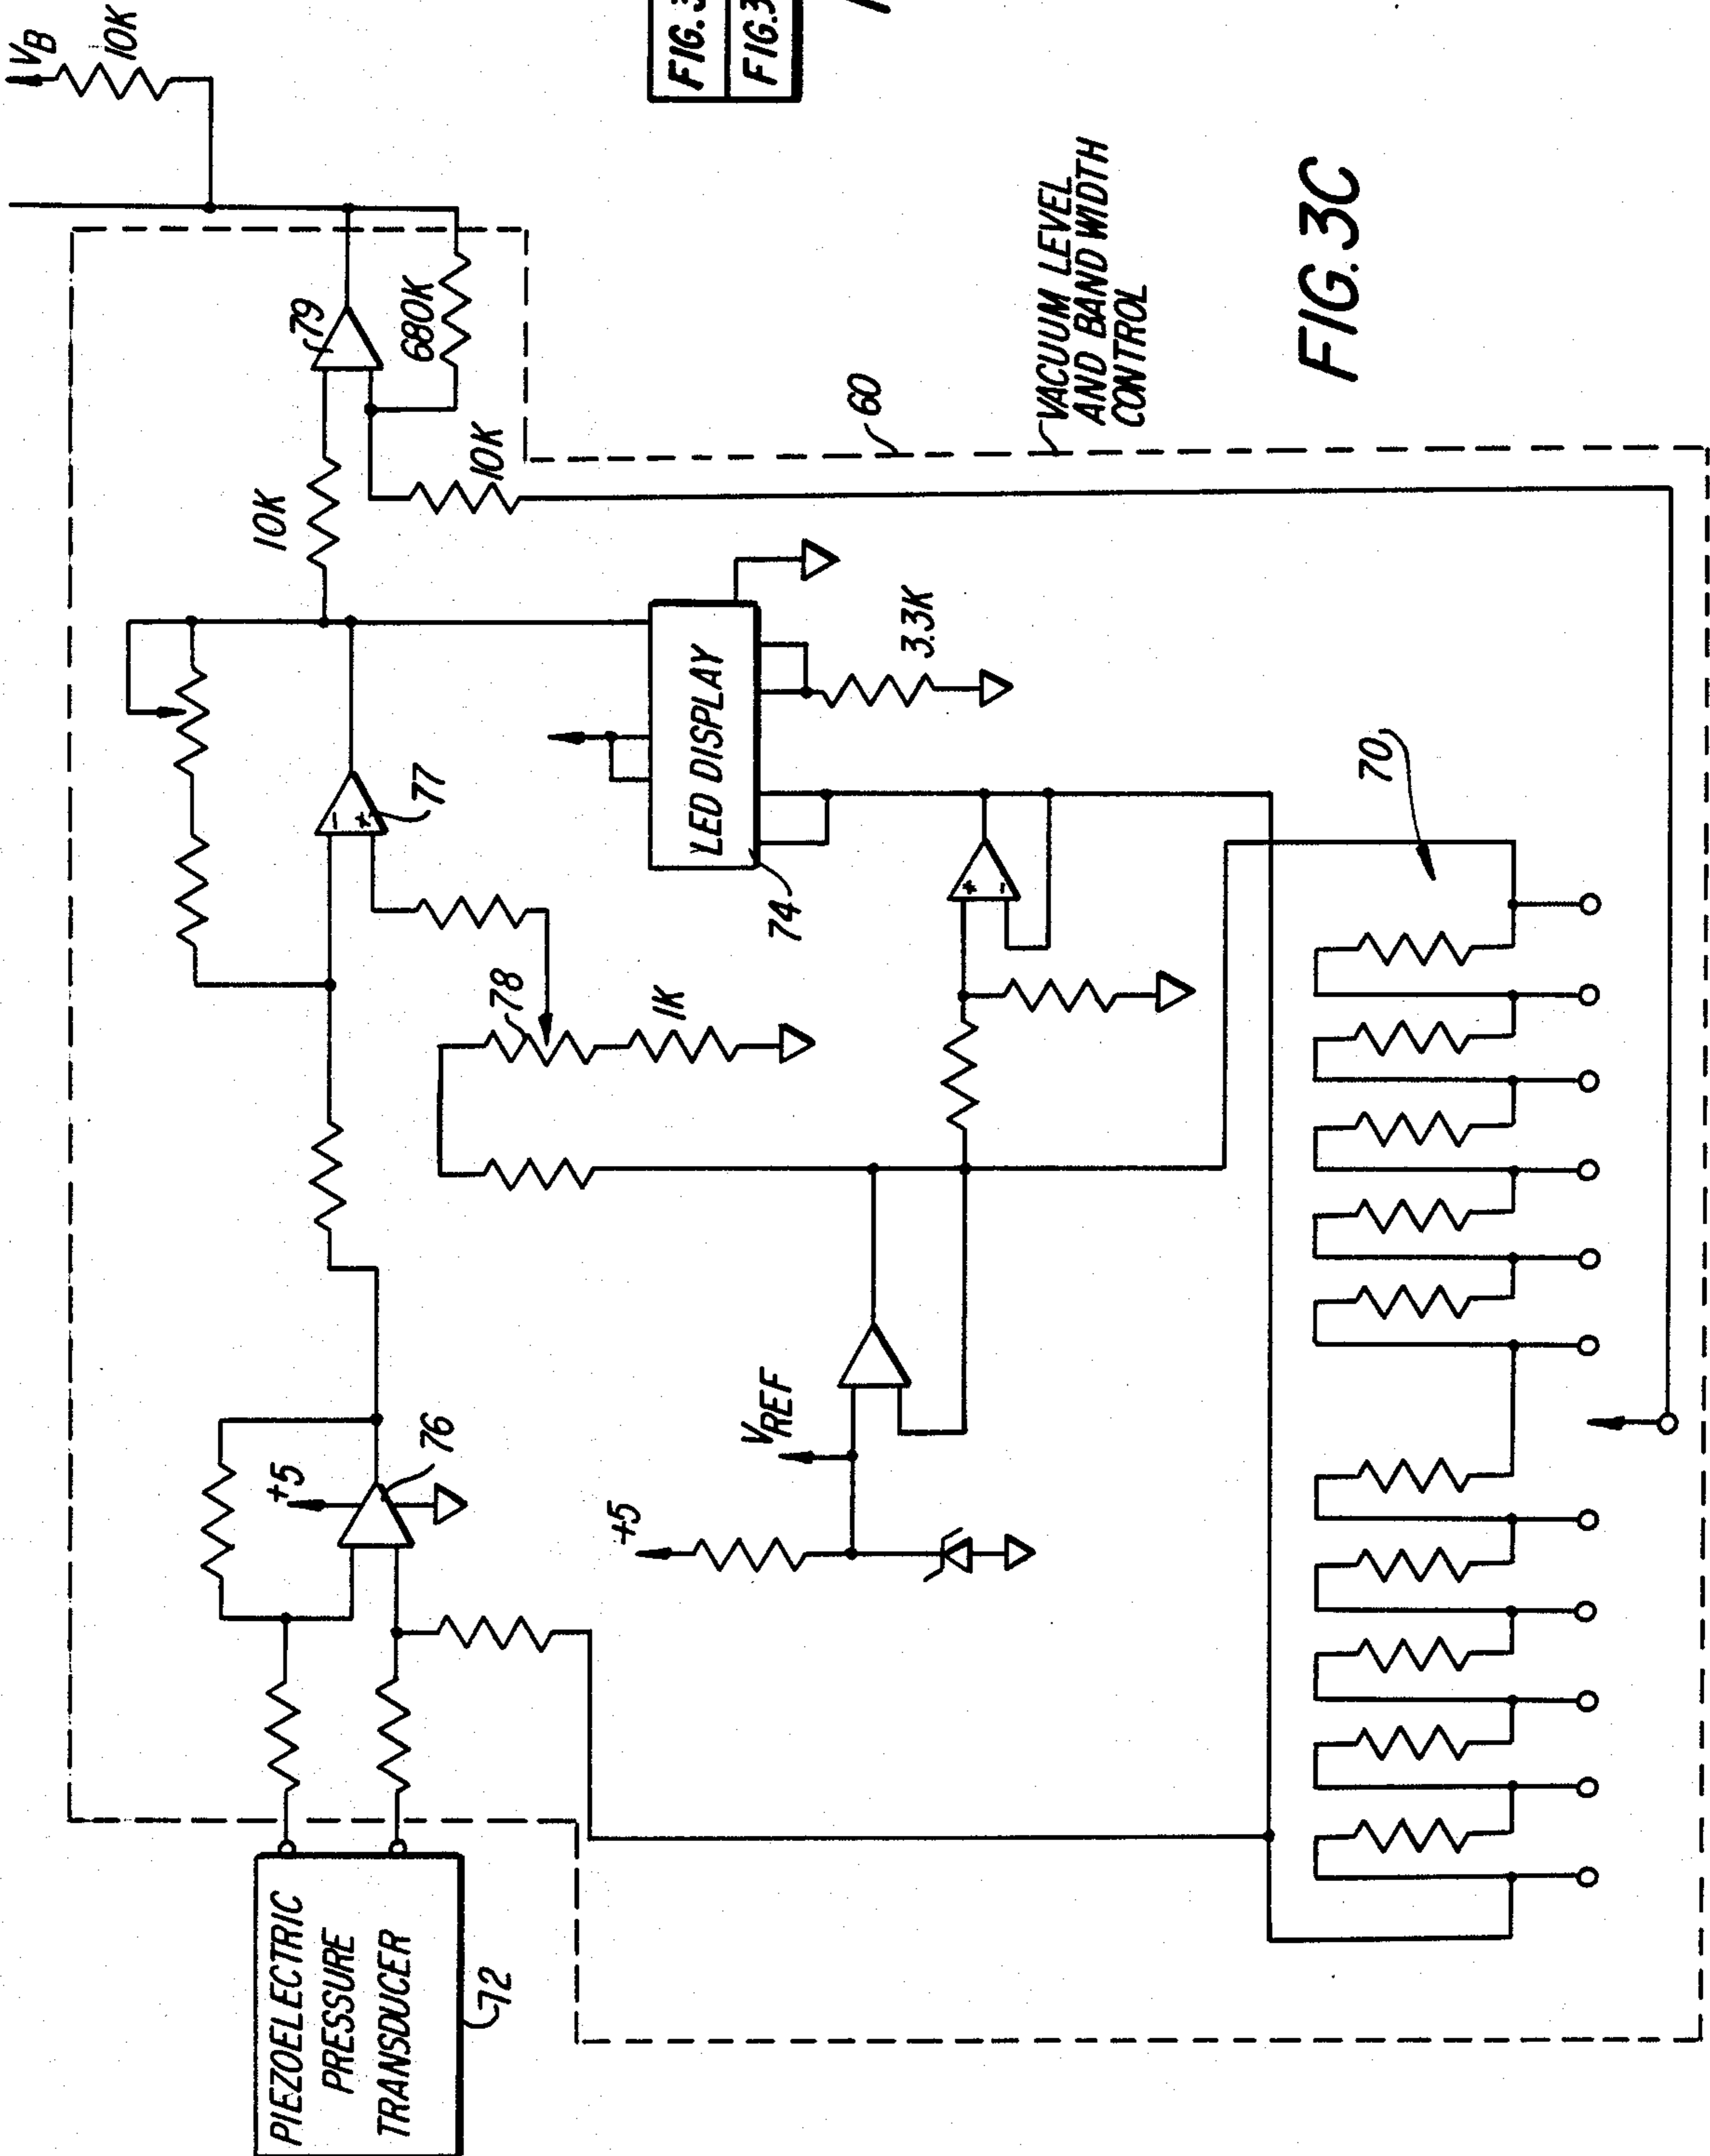 VB
10K
FIG. 3
FIG.3
79
680K
10K
10K
60
VACUUM LEVEL
AND BAND WIDTH
CONTROL
FIG. 3C
77
LED DISPLAY
74
3.3K
78
1K
70
+5
76
VREF
+5
PIEZOELECTRIC
PRESSURE
TRANSDUCER
72